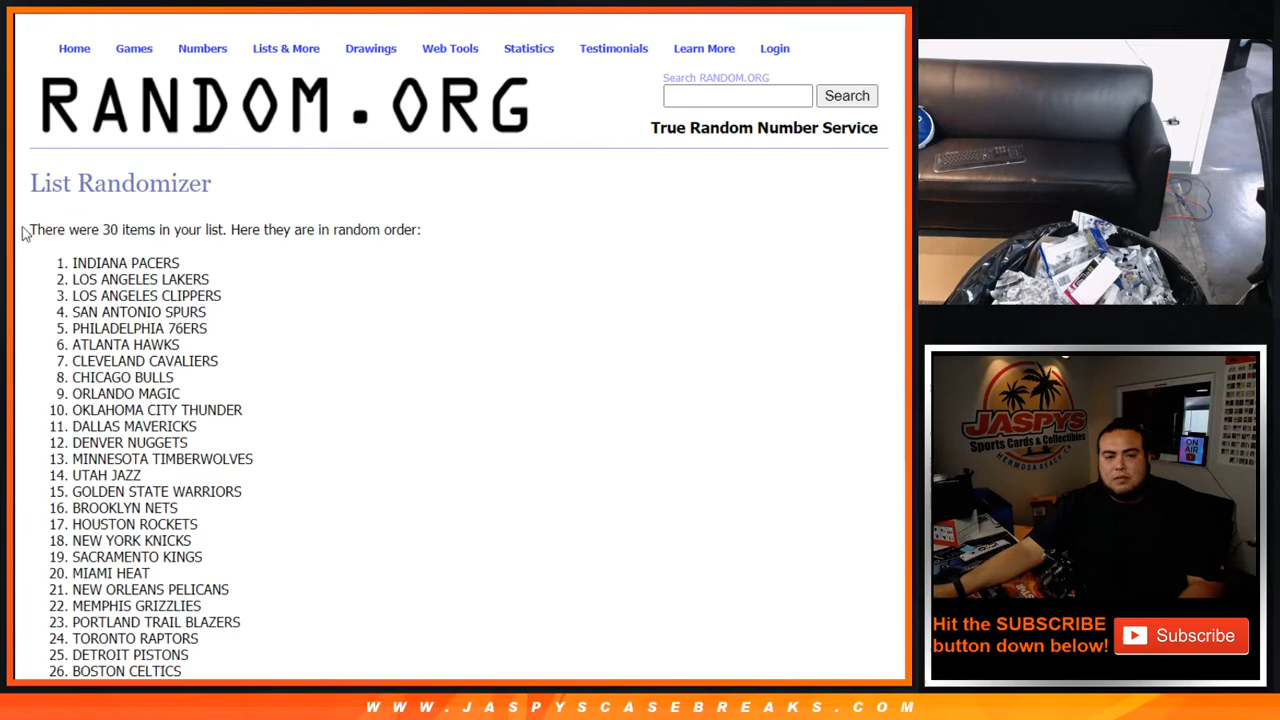 Home Games Numbers Lists & More Drawings Web Tools Statistics Testimonials Learn More Login
RANDOM.ORG
Search RANDOM.ORG
Search
True Random Number Service
List Randomizer
There were 30 items in your list. Here they are in random order:
1. INDIANA PACERS
2. LOS ANGELES LAKERS
3. LOS ANGELES CLIPPERS
4. SAN ANTONIO SPURS
5. PHILADELPHIA 76ERS
6. ATLANTA HAWKS
7. CLEVELAND CAVALIERS
8. CHICAGO BULLS
9. ORLANDO MAGIC
10. OKLAHOMA CITY THUNDER
11. DALLAS MAVERICKS
12. DENVER NUGGETS
13. MINNESOTA TIMBERWOLVES
14. UTAH JAZZ
15. GOLDEN STATE WARRIORS
16. BROOKLYN NETS
17. HOUSTON ROCKETS
18. NEW YORK KNICKS
19. SACRAMENTO KINGS
20. MIAMI HEAT
21. NEW ORLEANS PELICANS
22. MEMPHIS GRIZZLIES
23. PORTLAND TRAIL BLAZERS
24. TORONTO RAPTORS
25. DETROIT PISTONS
26. BOSTON CELTICS
JASPYS
Sports Cards & Collectibles
HERMOSA BEACH, CA
ON
AIR
Hit the SUBSCRIBE
button down below!
Subscribe
WWW.JASPYSCASEBREAKS.COM